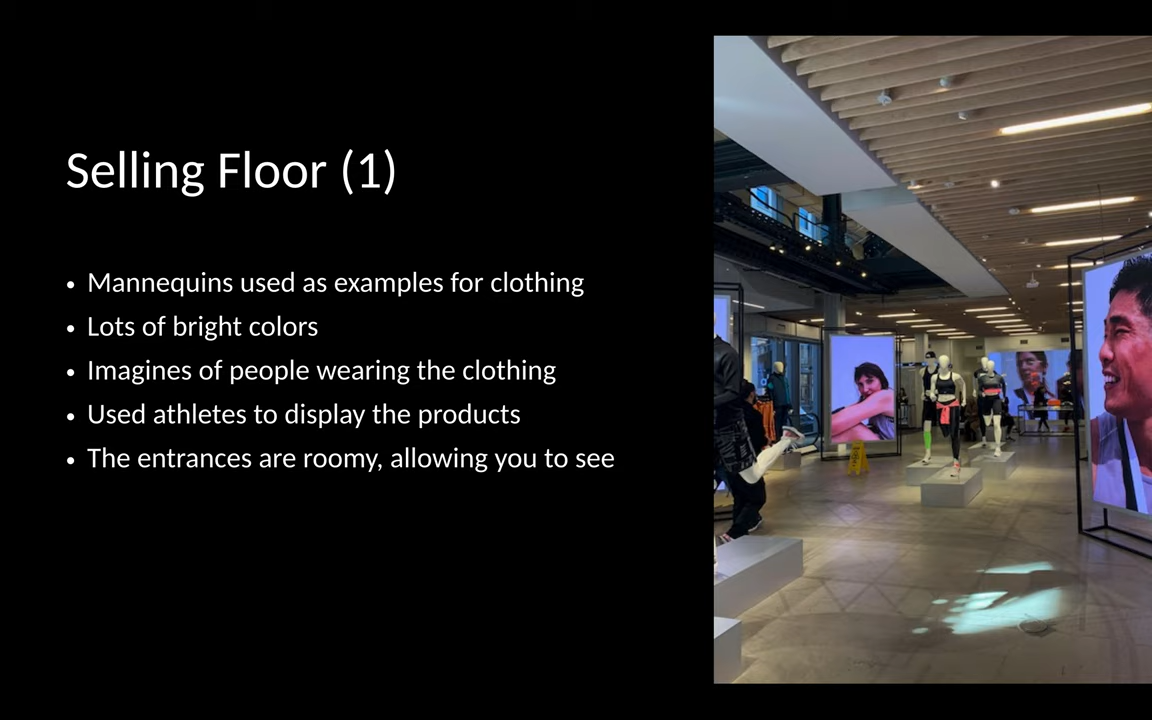 Selling Floor (1)
• Mannequins used as examples for clothing
• Lots of bright colors
• Imagines of people wearing the clothing
• Used athletes to display the products
• The entrances are roomy, allowing you to see